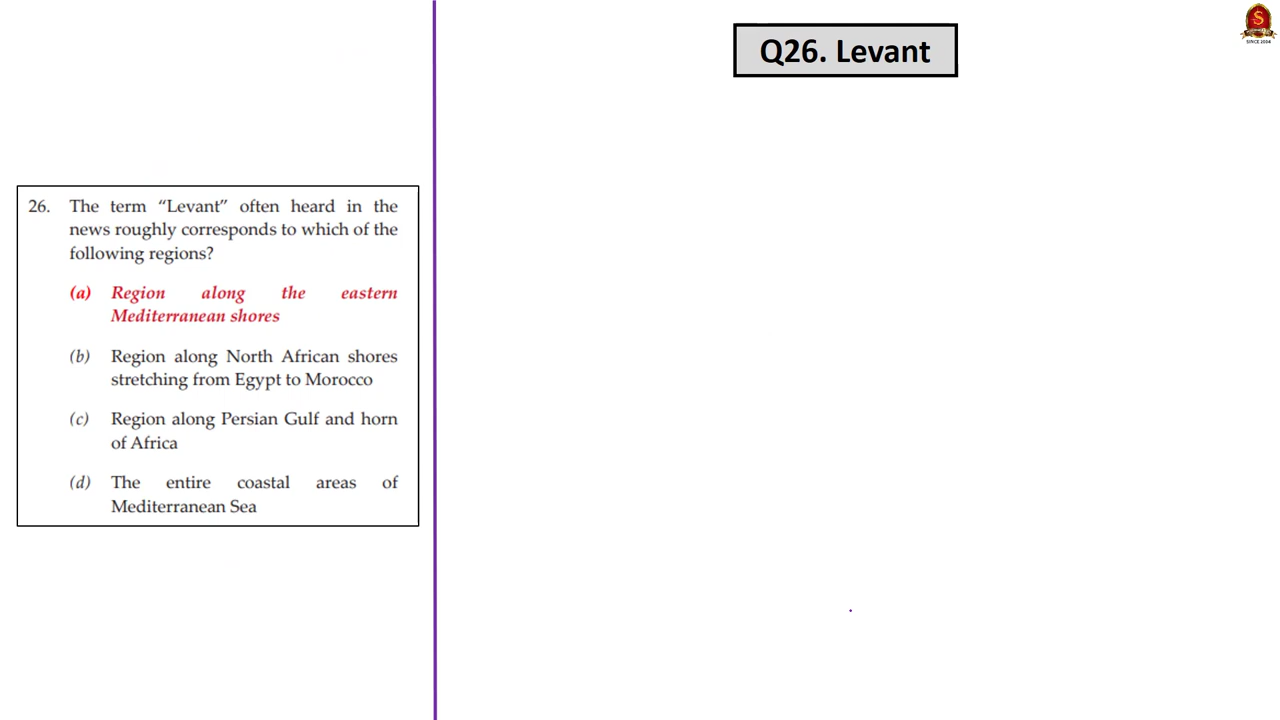 Q26. Levant
S
SINCE 2004
26. The term “Levant” often heard in the
news roughly corresponds to which of the
following regions?
(a) Region along the eastern
Mediterranean shores
(b) Region along North African shores
stretching from Egypt to Morocco
(c) Region along Persian Gulf and horn
of Africa
(d) The entire coastal areas of
Mediterranean Sea